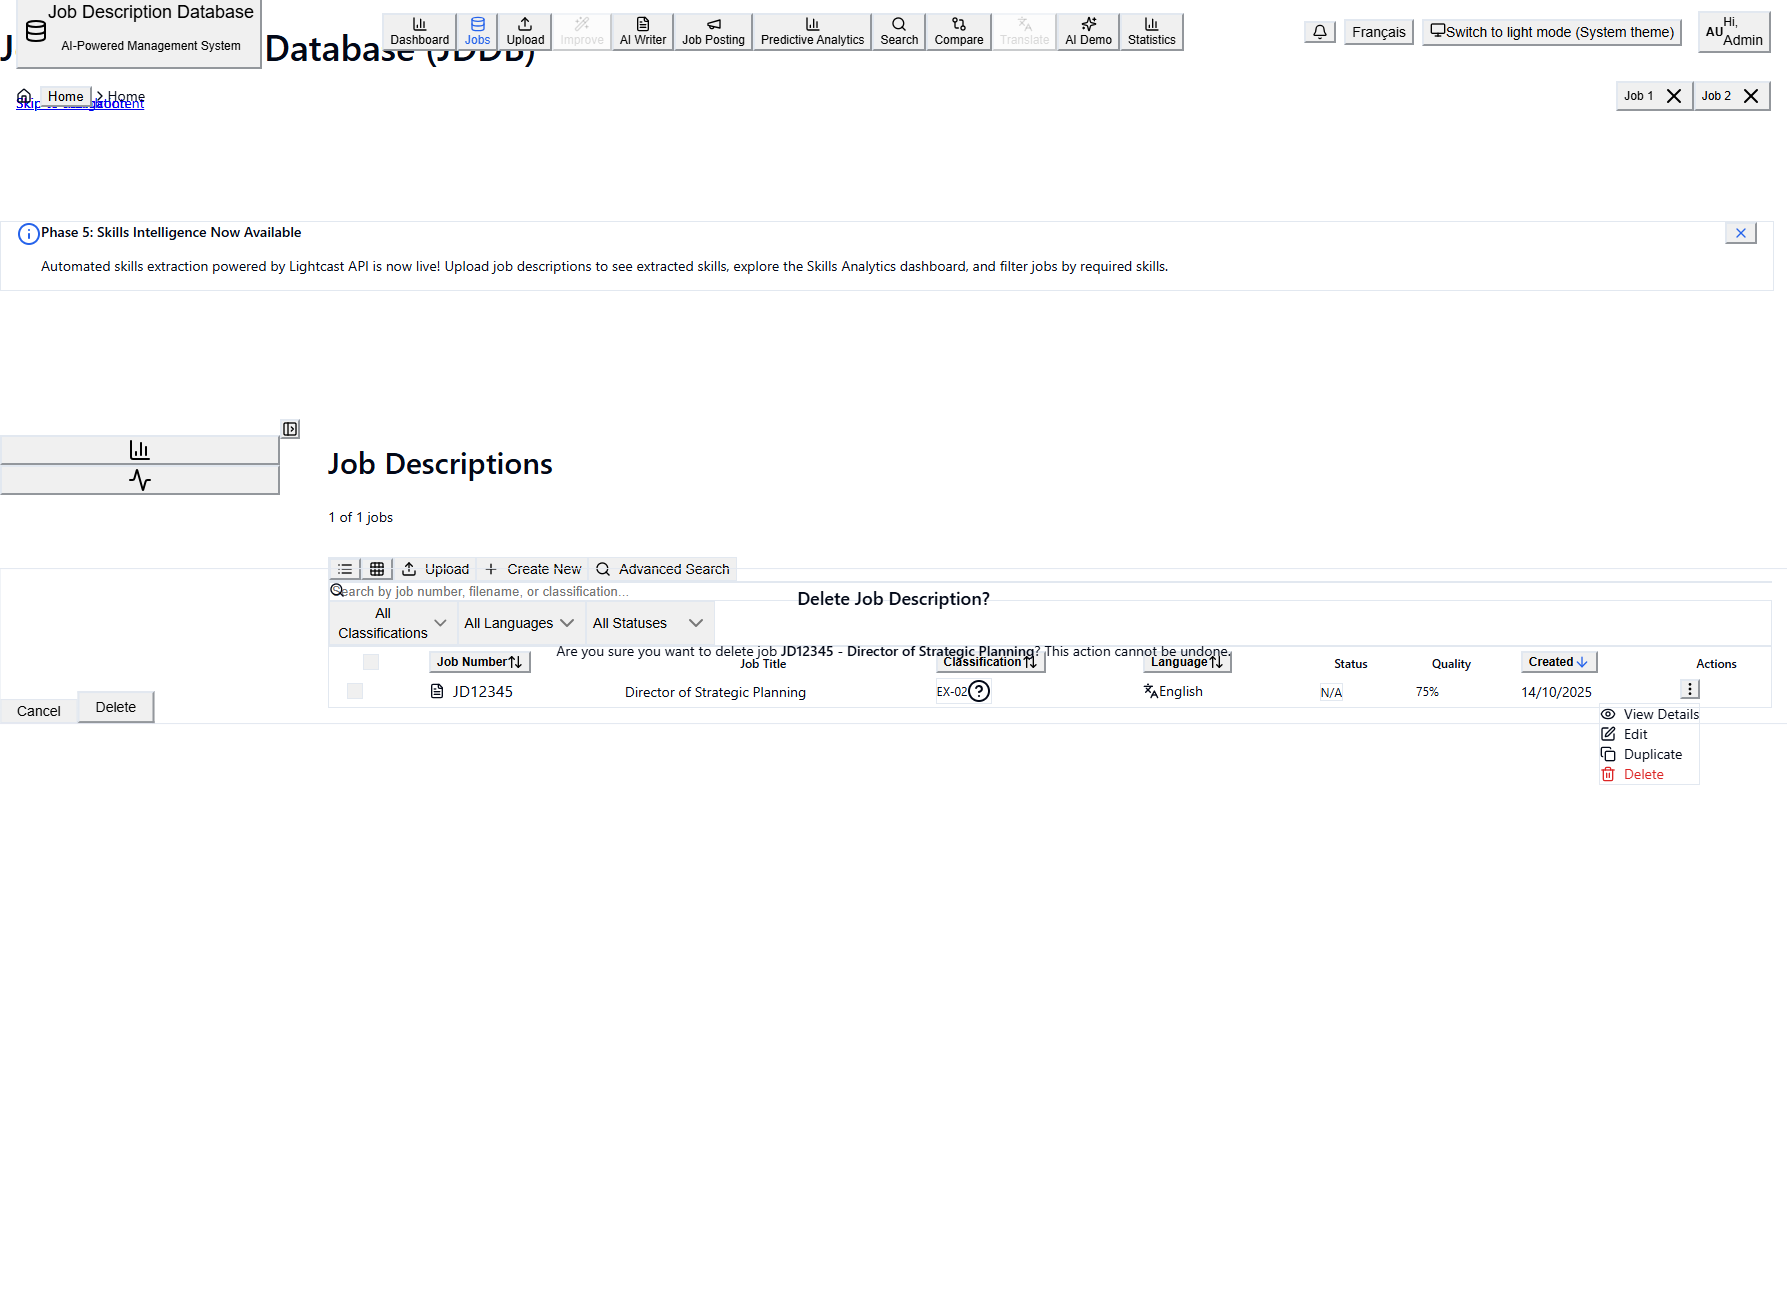 Job Description Database
AI-Powered Management System
Database (JDDB)
Dashboard
Jobs
Upload
Improve
AI Writer
Job Posting
Predictive Analytics
Search
Compare
Translate
AI Demo
Statistics
Français
Switch to light mode (System theme)
AU
Hi,
Admin
Home
Home
Job 1
Job 2
Phase 5: Skills Intelligence Now Available
Automated skills extraction powered by Lightcast API is now live! Upload job descriptions to see extracted skills, explore the Skills Analytics dashboard, and filter jobs by required skills.
Job Descriptions
1 of 1 jobs
Upload
Create New
Advanced Search
Search by job number, filename, or classification...
Delete Job Description?
All
Classifications
All Languages
All Statuses
Are you sure you want to delete job JD12345 - Director of Strategic Planning? This action cannot be undone.
Job Number
Job Title
Classification
Language
Status
Quality
Created
Actions
JD12345
Director of Strategic Planning
EX-02
English
N/A
75%
14/10/2025
Cancel
Delete
View Details
Edit
Duplicate
Delete